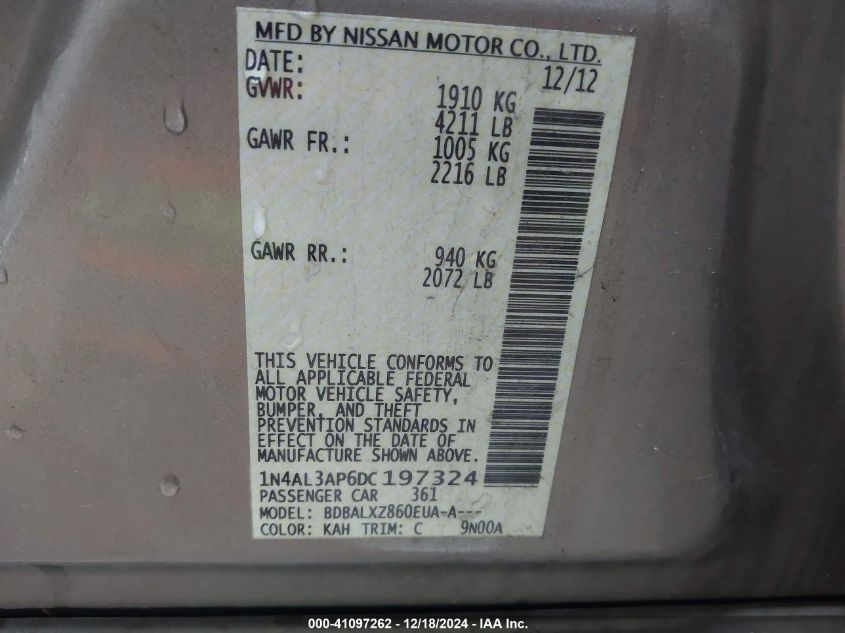 MFD BY NISSAN MOTOR CO., LTD.
DATE: 12/12
GVWR: 1910 KG
4211 LB
GAWR FR.: 1005 KG
2216 LB
GAWR RR.: 940 KG
2072 LB
THIS VEHICLE CONFORMS TO
ALL APPLICABLE FEDERAL
MOTOR VEHICLE SAFETY,
BUMPER, AND THEFT
PREVENTION STANDARDS IN
EFFECT ON THE DATE OF
MANUFACTURE SHOWN ABOVE.
1N4AL3AP6DC197324
PASSENGER CAR 361
MODEL: BDBALXZ860EUA-A---
COLOR: KAH TRIM: C 9N00A
000-41097262 - 12/18/2024 - IAA Inc.